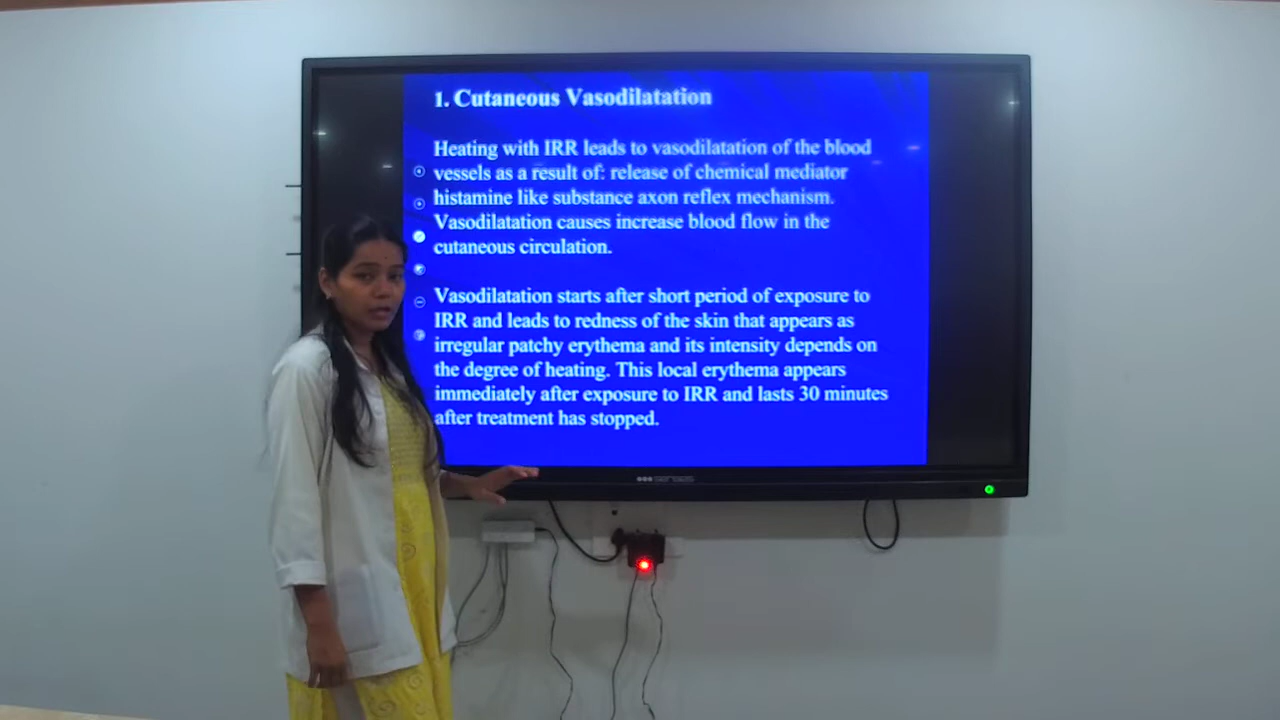 1. Cutaneous Vasodilatation
Heating with IRR leads to vasodilatation of the blood
vessels as a result of: release of chemical mediator
histamine like substance axon reflex mechanism.
Vasodilatation causes increase blood flow in the
cutaneous circulation.
Vasodilatation starts after short period of exposure to
IRR and leads to redness of the skin that appears as
irregular patchy erythema and its intensity depends on
the degree of heating. This local erythema appears
immediately after exposure to IRR and lasts 30 minutes
after treatment has stopped.